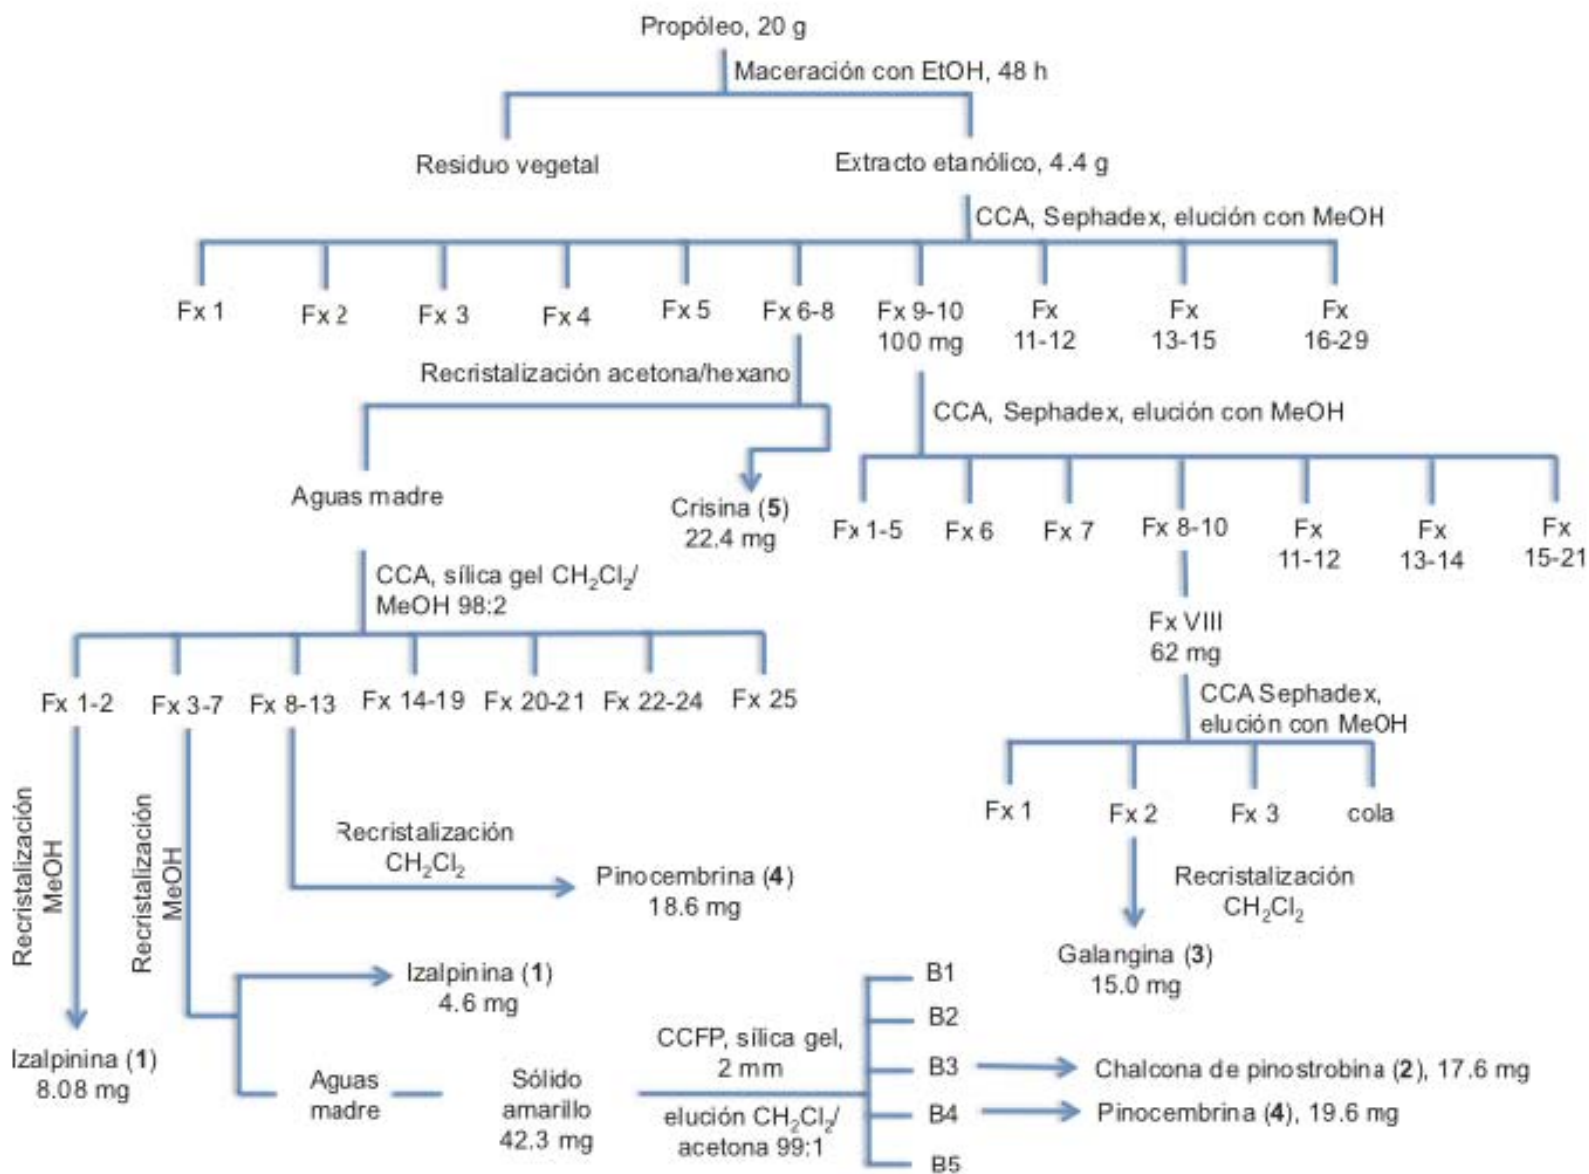 Propóleo, 20 g
Maceración con EtOH, 48 h
Residuo vegetal
Extracto etanólico, 4.4 g
CCA, Sephadex, elución con MeOH
Fx 1
Fx 2
Fx 3
Fx 4
Fx 5
Fx 6-8
Fx 9-10
100 mg
Fx
11-12
Fx
13-15
Fx
16-29
Recristalización acetona/hexano
CCA, Sephadex, elución con MeOH
Aguas madre
Crisina (5)
22.4 mg
Fx 1-5
Fx 6
Fx 7
Fx 8-10
Fx
11-12
Fx
13-14
Fx
15-21
CCA, sílica gel CH₂Cl₂/
MeOH 98:2
Fx VIII
62 mg
Fx 1-2
Fx 3-7
Fx 8-13
Fx 14-19
Fx 20-21
Fx 22-24
Fx 25
CCA Sephadex,
elución con MeOH
Fx 1
Fx 2
Fx 3
cola
Recristalización
MeOH
Recristalización
MeOH
Recristalización
CH₂Cl₂
Pinocembrina (4)
18.6 mg
Recristalización
CH₂Cl₂
Galangina (3)
15.0 mg
Izalpinina (1)
4.6 mg
Izalpinina (1)
8.08 mg
Aguas
madre
Sólido
amarillo
42.3 mg
CCFP, sílica gel,
2 mm
elución CH₂Cl₂/
acetona 99:1
B1
B2
B3
Chalcona de pinostrobina (2), 17.6 mg
B4
Pinocembrina (4), 19.6 mg
B5